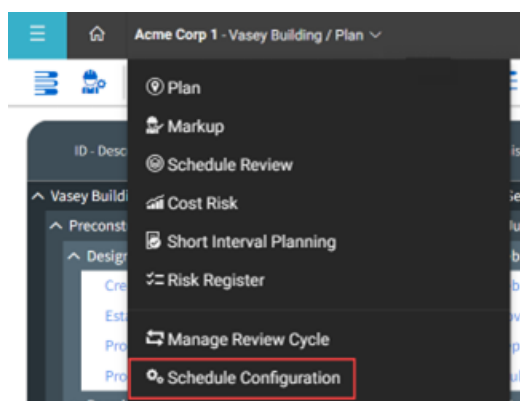 Acme Corp 1 - Vasey Building / Plan
Plan
Markup
ID - Desc
Schedule Review
Vasey Buildi
Cost Risk
Preconst
Short Interval Planning
Design
Risk Register
Cre
Esta
Pro
Manage Review Cycle
Pro
Schedule Configuration